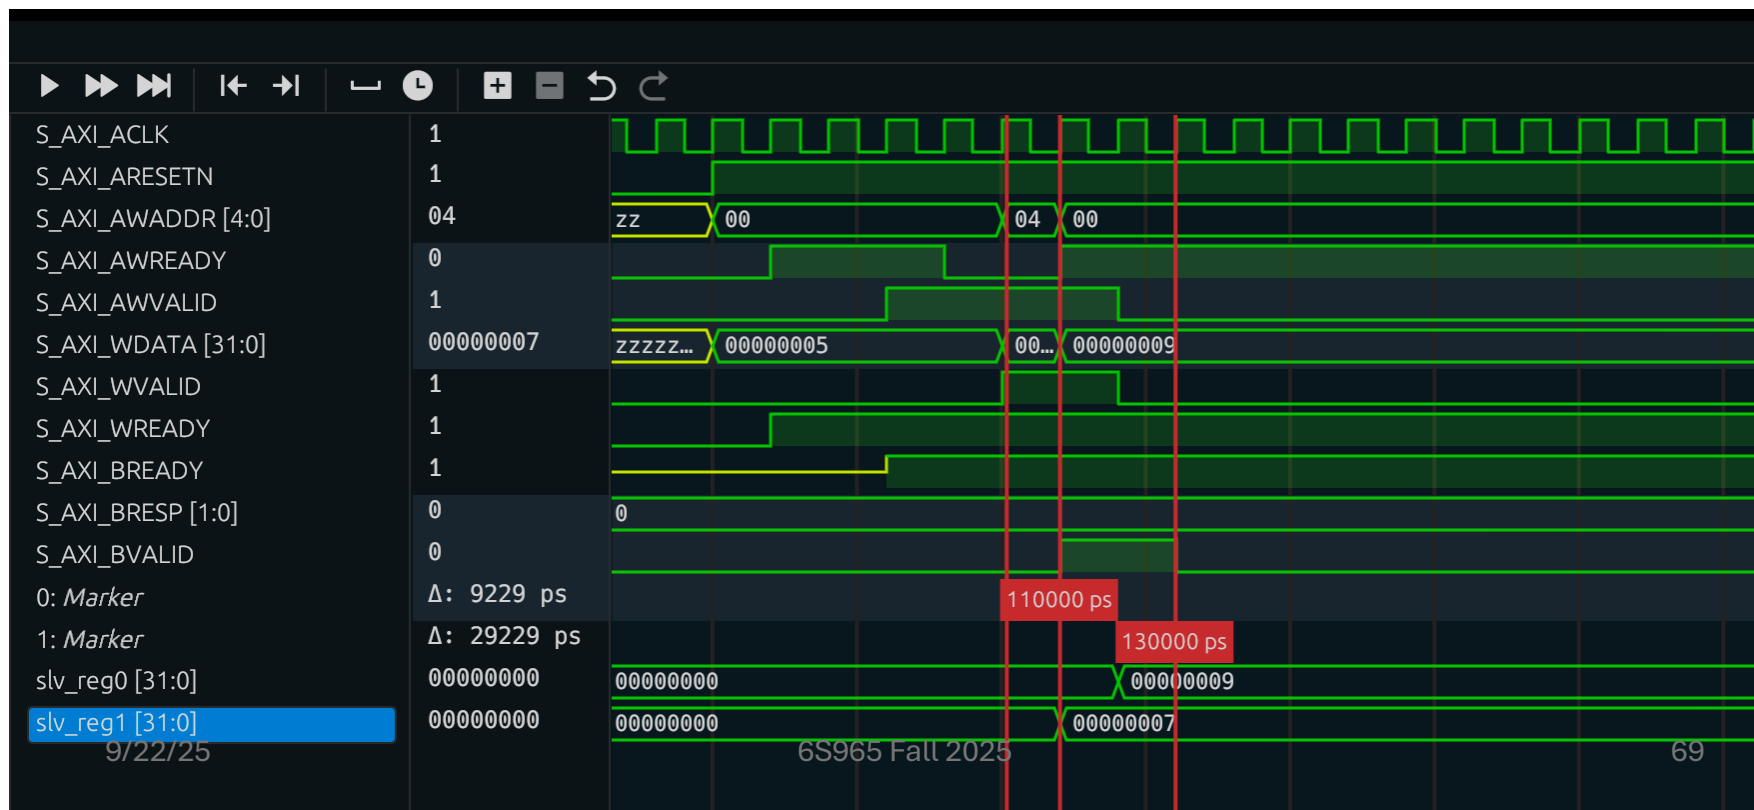 S_AXI_ACLK 1
S_AXI_ARESETN 1
S_AXI_AWADDR [4:0] 04 zz 00 04 00
S_AXI_AWREADY 0
S_AXI_AWVALID 1
S_AXI_WDATA [31:0] 00000007 zzzzz… 00000005 00… 00000009
S_AXI_WVALID 1
S_AXI_WREADY 1
S_AXI_BREADY 1
S_AXI_BRESP [1:0] 0 0
S_AXI_BVALID 0
0: Marker Δ: 9229 ps 110000 ps
1: Marker Δ: 29229 ps 130000 ps
slv_reg0 [31:0] 00000000 00000000 00000009
slv_reg1 [31:0] 00000000 00000000 00000007
9/22/25 6S965 Fall 2025 69